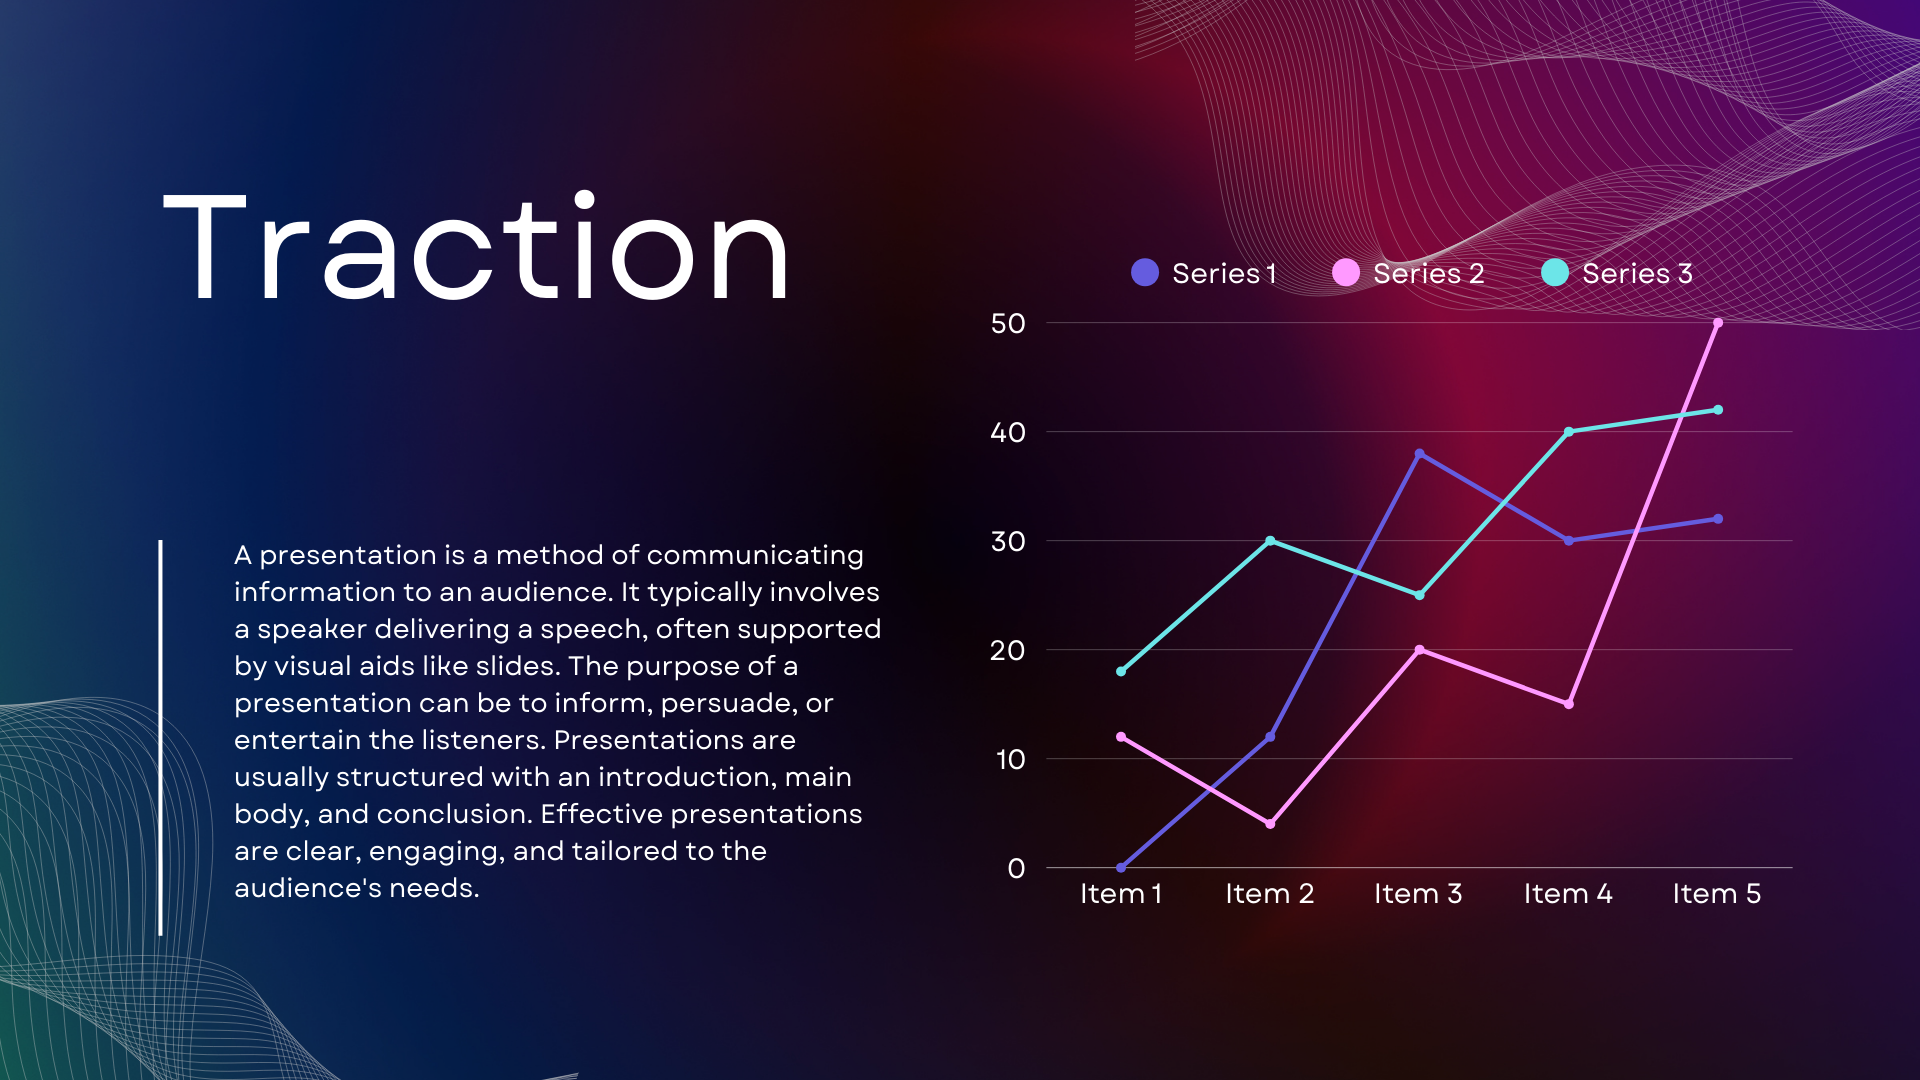 Traction
A presentation is a method of communicating
information to an audience. It typically involves
a speaker delivering a speech, often supported
by visual aids like slides. The purpose of a
presentation can be to inform, persuade, or
entertain the listeners. Presentations are
usually structured with an introduction, main
body, and conclusion. Effective presentations
are clear, engaging, and tailored to the
audience's needs.
Series 1 Series 2 Series 3
50
40
30
20
10
0
Item 1 Item 2 Item 3 Item 4 Item 5